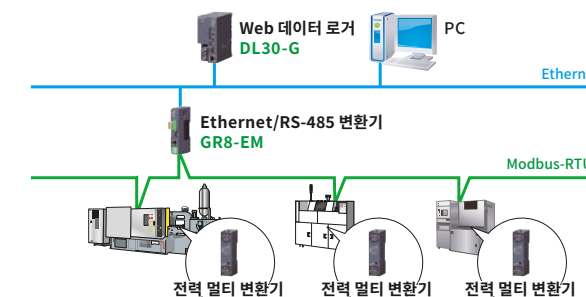 Web 데이터 로거
DL30-G
PC
Ethern
Ethernet/RS-485 변환기
GR8-EM
Modbus-RTU
전력 멀티 변환기
전력 멀티 변환기
전력 멀티 변환기